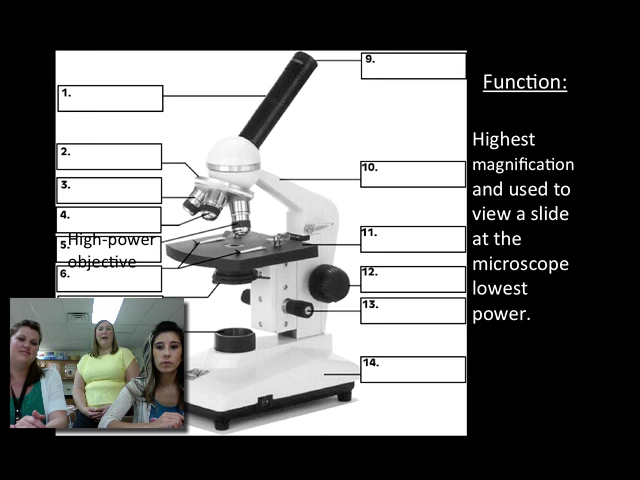 9.
Function:
1.
Highest
magnification
and used to
view a slide
at the
microscope
lowest
power.
2.
10.
3.
4.
11.
5.
High-power
objective
6.
12.
13.
14.